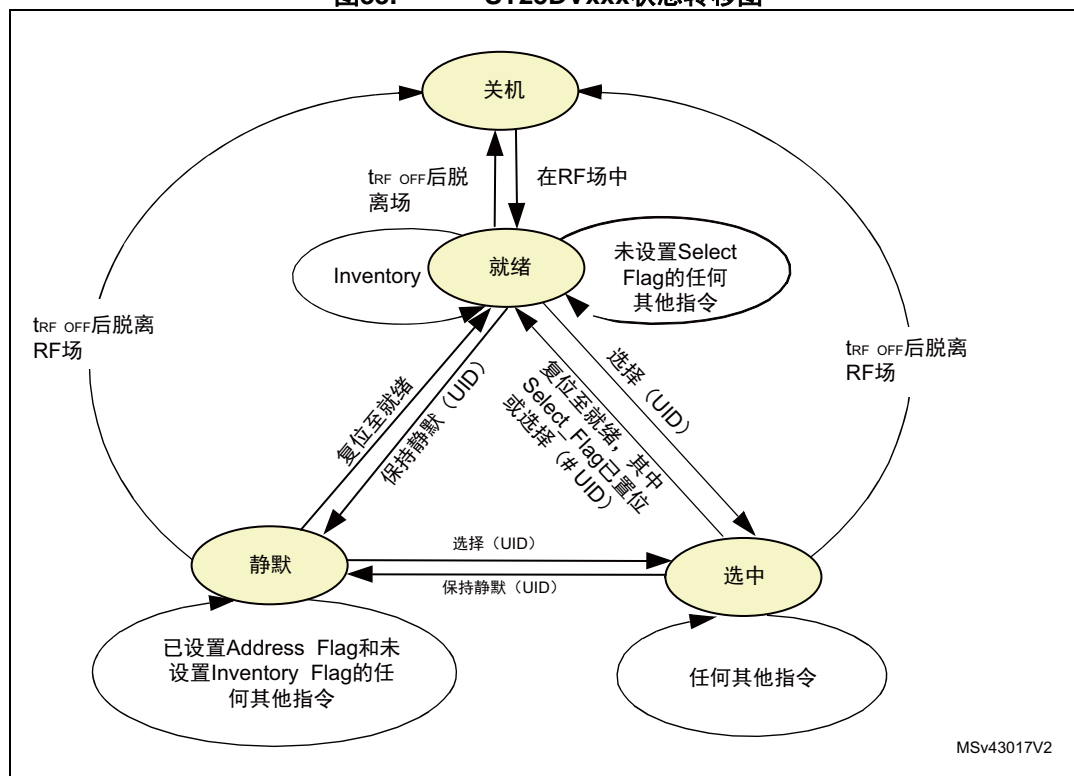 关机
tRF OFF后脱
离场
在RF场中
就绪
Inventory
未设置Select
Flag的任何
其他指令
tRF OFF后脱离
RF场
tRF OFF后脱离
RF场
复位至就绪
保持静默（UID）
选择（UID）
复位至就绪，其中
Select_Flag已置位
或选择（# UID）
静默
选择（UID）
保持静默（UID）
选中
已设置Address Flag和未
设置Inventory Flag的任
何其他指令
任何其他指令
MSv43017V2